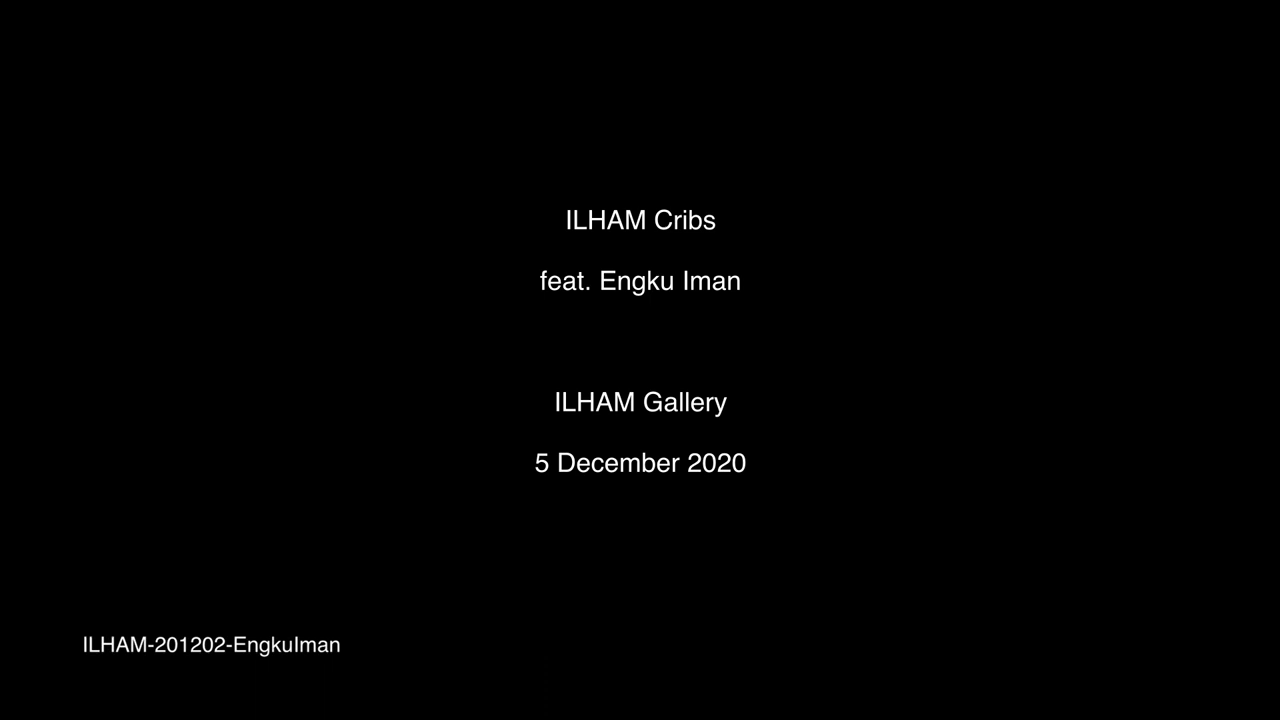 ILHAM Cribs
feat. Engku Iman
ILHAM Gallery
5 December 2020
ILHAM-201202-EngkuIman